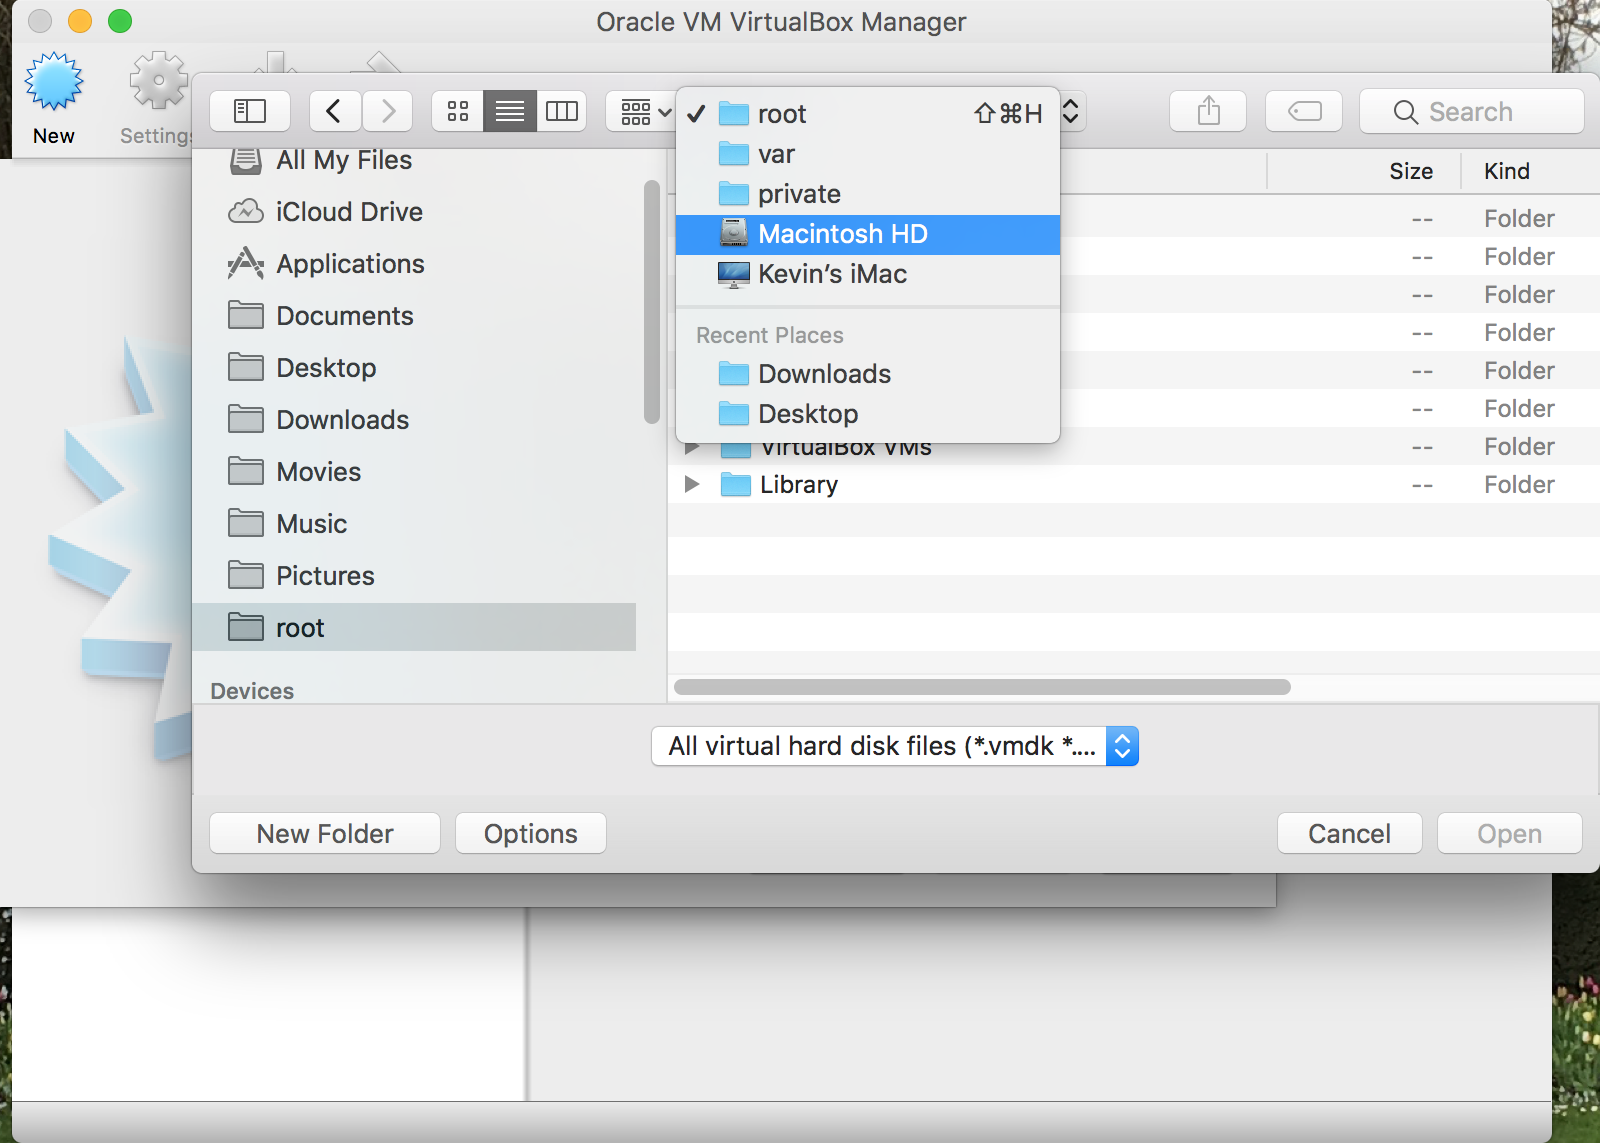 Oracle VM VirtualBox Manager
New
Settings
root ⇧⌘H
var
private
Macintosh HD
Kevin's iMac
Recent Places
Downloads
Desktop
Search
All My Files
iCloud Drive
Applications
Documents
Desktop
Downloads
Movies
Music
Pictures
root
Devices
Size Kind
-- Folder
-- Folder
-- Folder
-- Folder
-- Folder
-- Folder
VirtualBox VMs -- Folder
Library -- Folder
All virtual hard disk files (*.vmdk *....
New Folder Options Cancel Open